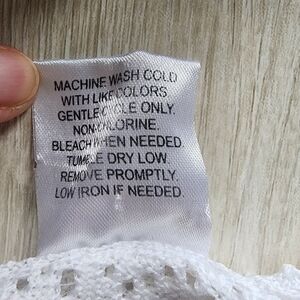 MACHINE WASH COLD
WITH LIKE COLORS
GENTLE CYCLE ONLY.
NON-CHLORINE.
BLEACH WHEN NEEDED.
TUMBLE DRY LOW.
REMOVE PROMPTLY.
LOW IRON IF NEEDED.